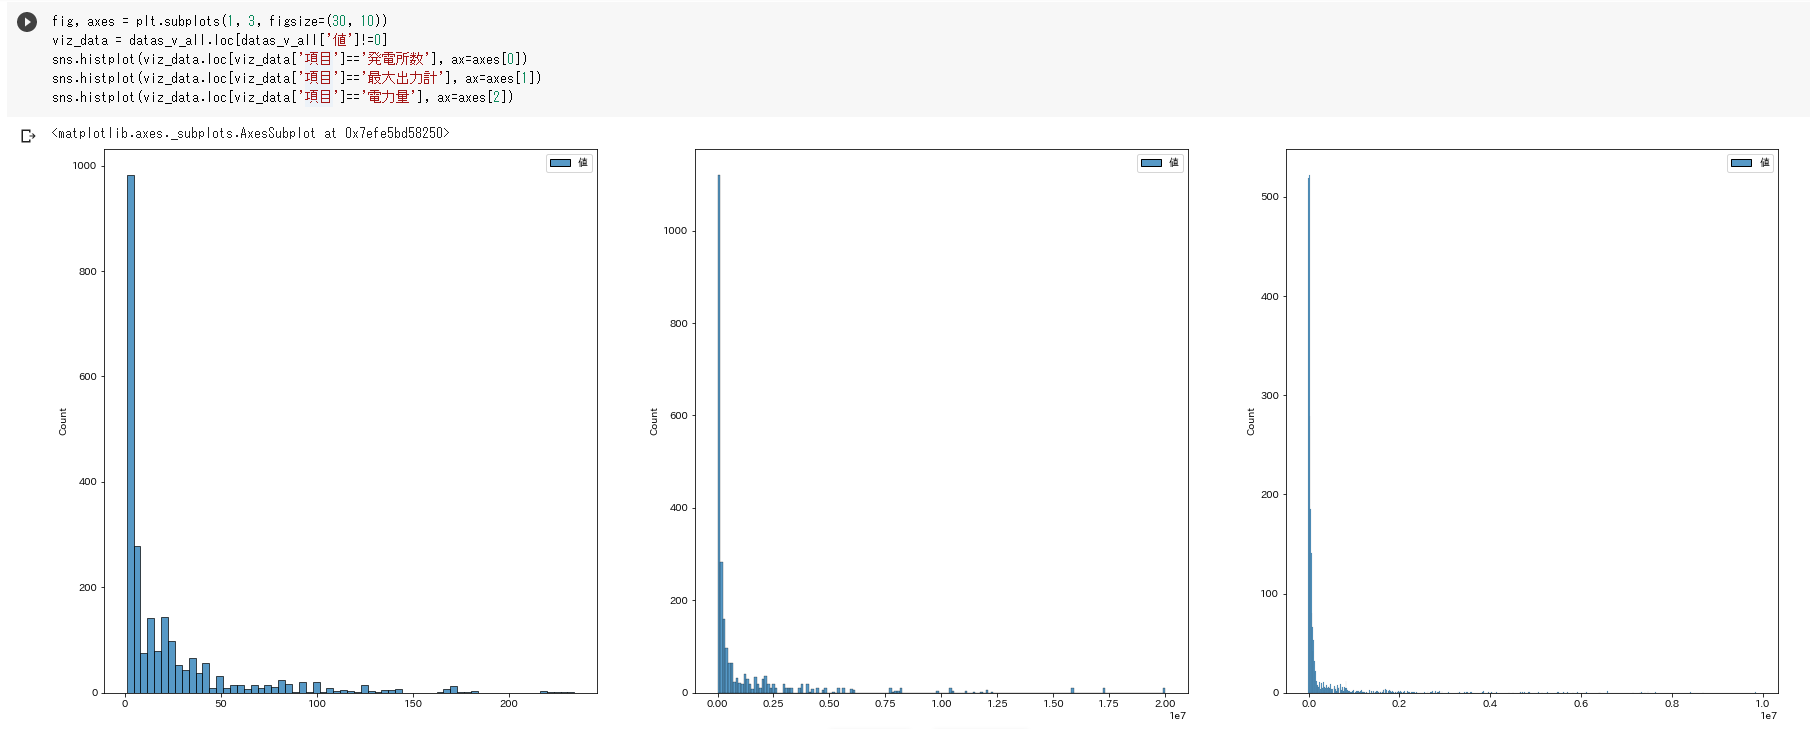 fig, axes = plt.subplots(1, 3, figsize=(30, 10))
viz_data = datas_v_all.loc[datas_v_all['値']!=0]
sns.histplot(viz_data.loc[viz_data['項目']=='発電所数'], ax=axes[0])
sns.histplot(viz_data.loc[viz_data['項目']=='最大出力計'], ax=axes[1])
sns.histplot(viz_data.loc[viz_data['項目']=='電力量'], ax=axes[2])
<matplotlib.axes._subplots.AxesSubplot at 0x7efe5bd58250>
値
1000
800
600
400
200
0
Count
0 50 100 150 200
値
1000
800
600
400
200
0
Count
0.00 0.25 0.50 0.75 1.00 1.25 1.50 1.75 2.00
1e7
値
500
400
300
200
100
0
Count
0.0 0.2 0.4 0.6 0.8 1.0
1e7